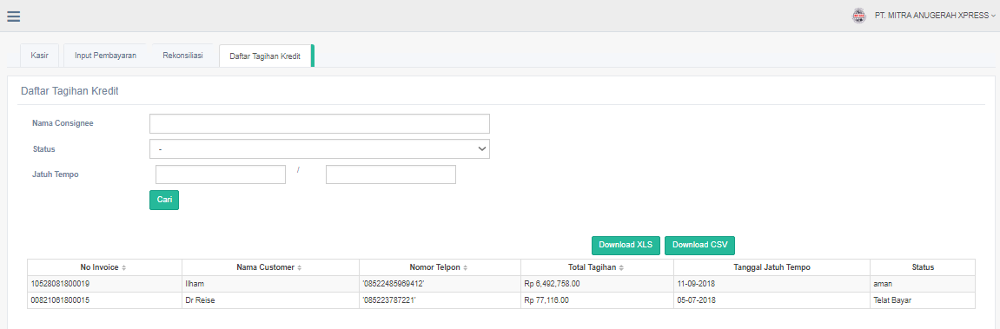 PT. MITRA ANUGERAH XPRESS
Kasir Input Pembayaran Rekonsiliasi Daftar Tagihan Kredit
Daftar Tagihan Kredit
Nama Consignee
Status -
Jatuh Tempo /
Cari
Download XLS Download CSV
No Invoice Nama Customer Nomor Telpon Total Tagihan Tanggal Jatuh Tempo Status
10528081800019 Ilham '08522485969412' Rp 6,492,758.00 11-09-2018 aman
00821061800015 Dr Reise '085223787221' Rp 77,116.00 05-07-2018 Telat Bayar